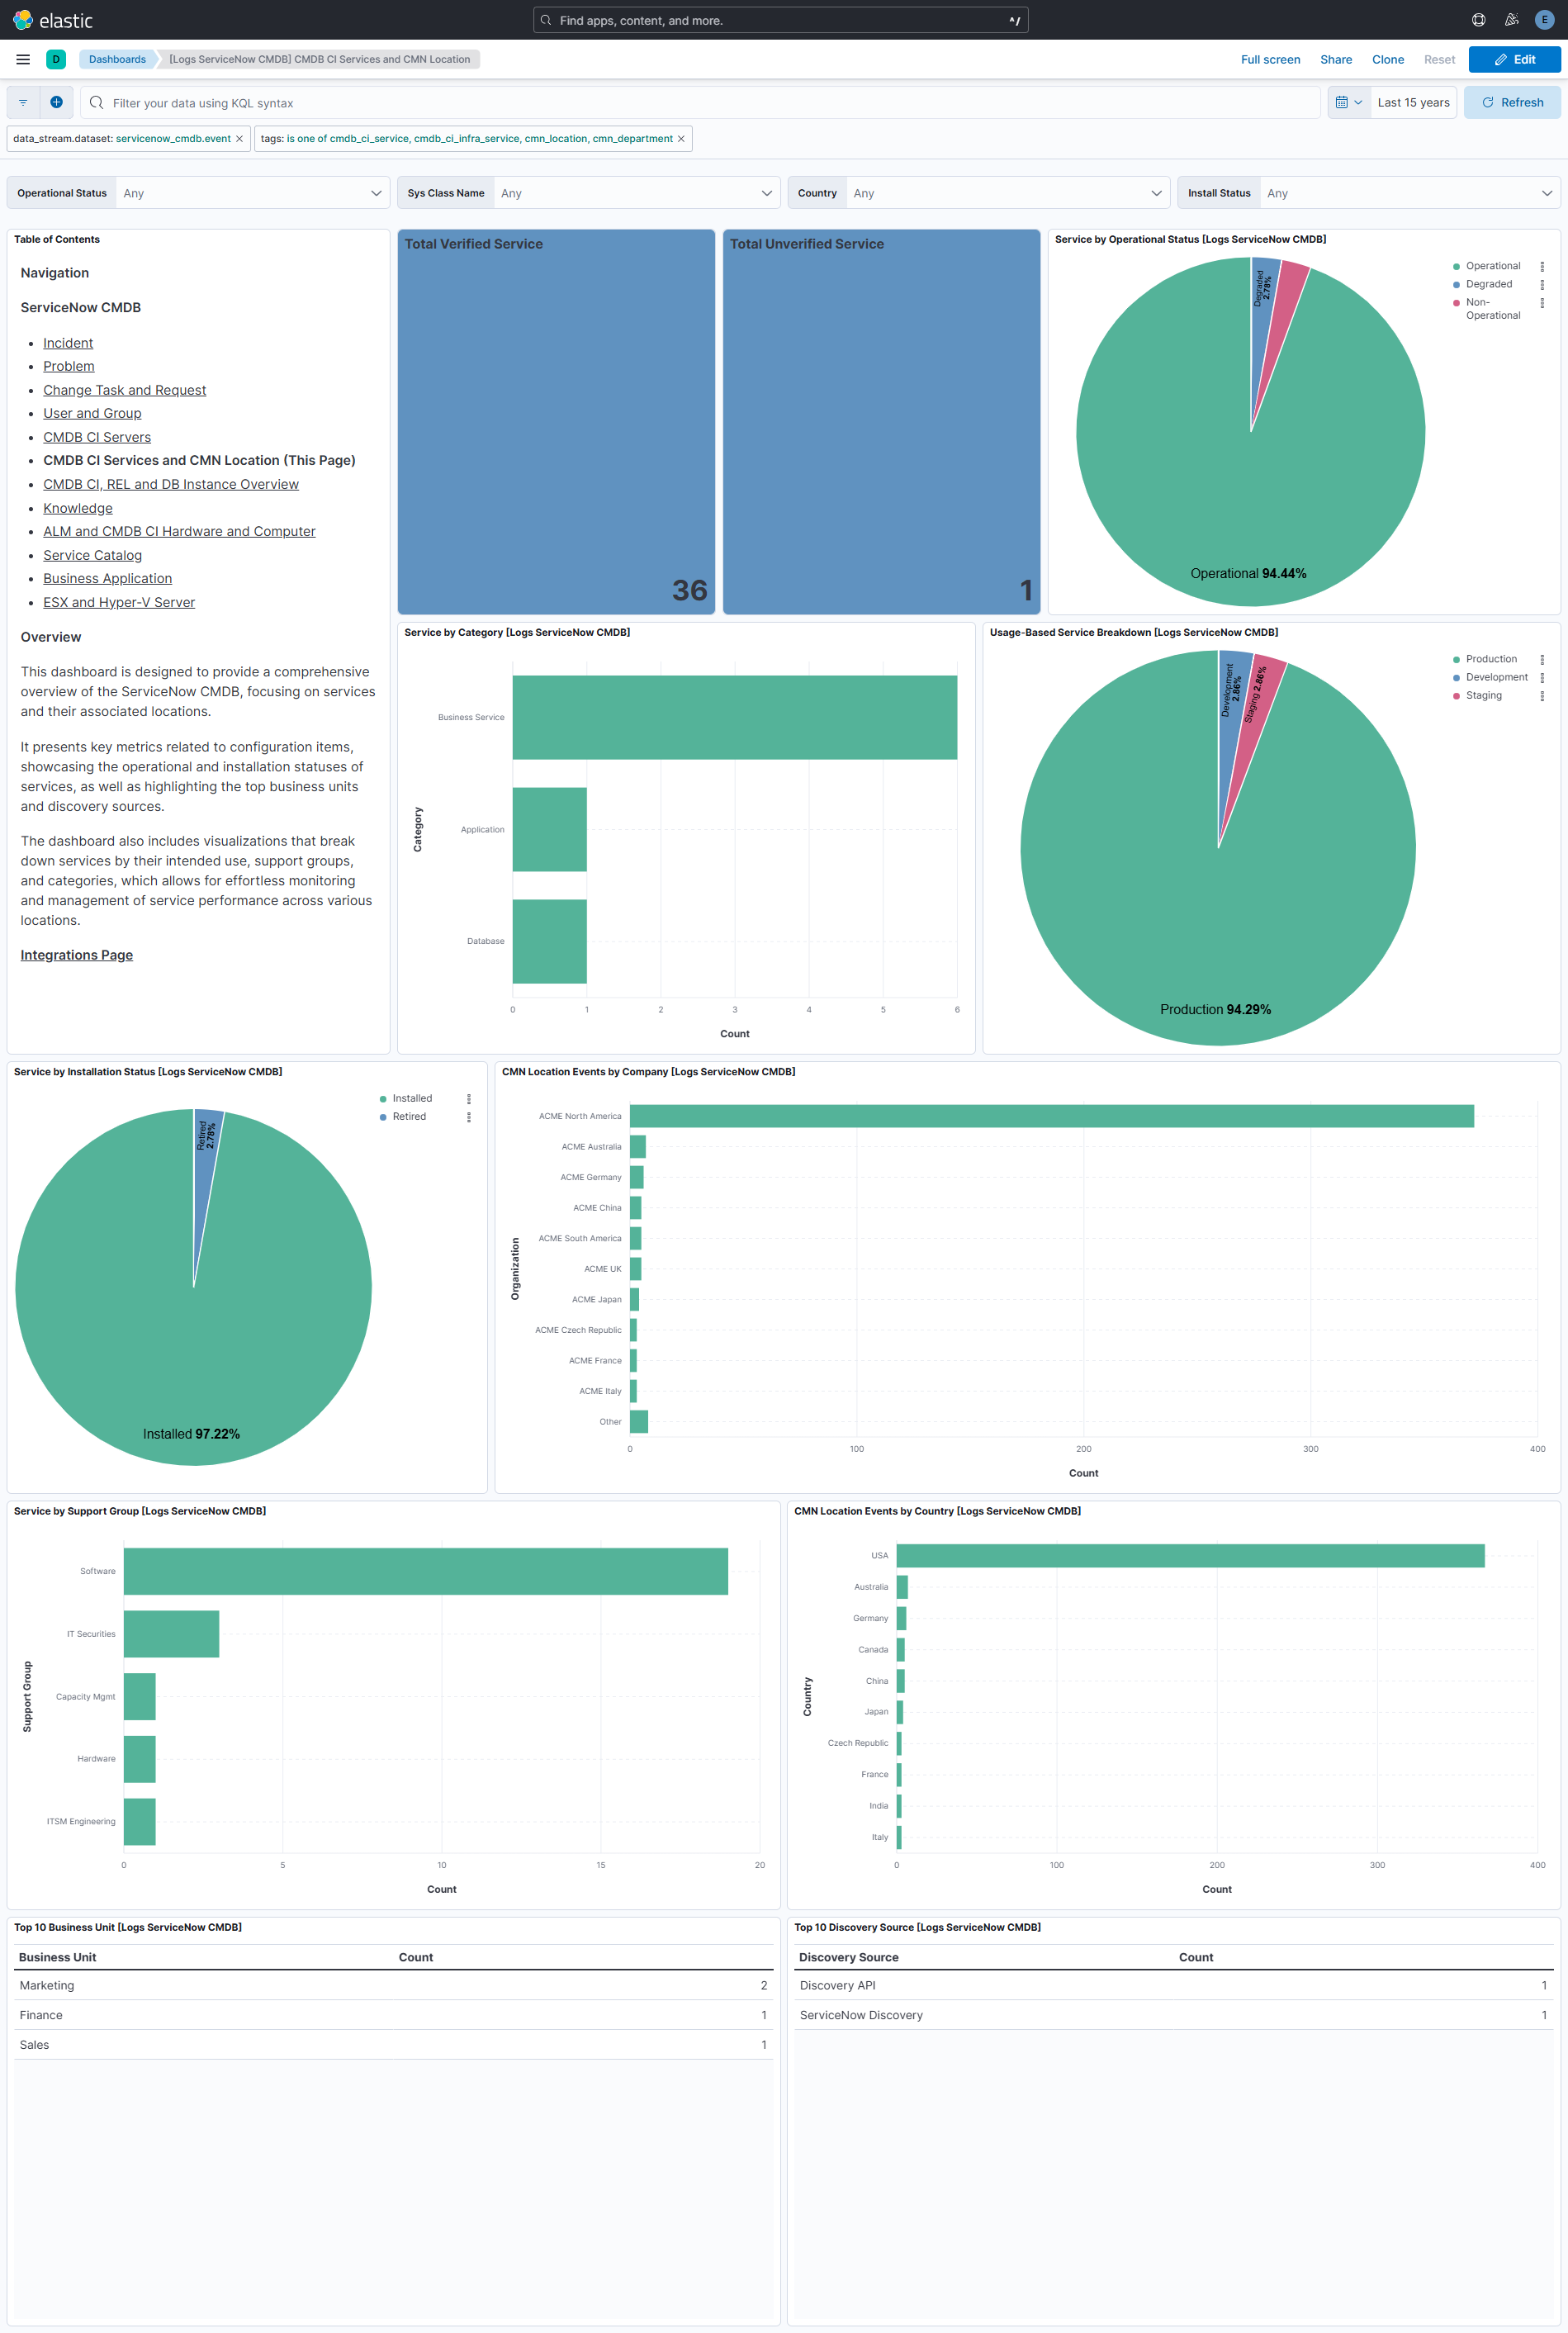 elastic
Find apps, content, and more.
^/
E
D
Dashboards
[Logs ServiceNow CMDB] CMDB CI Services and CMN Location
Full screen
Share
Clone
Reset
Edit
Filter your data using KQL syntax
Last 15 years
Refresh
data_stream.dataset: servicenow_cmdb.event ×
tags: is one of cmdb_ci_service, cmdb_ci_infra_service, cmn_location, cmn_department ×
Operational Status Any
Sys Class Name Any
Country Any
Install Status Any
Table of Contents
Navigation
ServiceNow CMDB
• Incident
• Problem
• Change Task and Request
• User and Group
• CMDB CI Servers
• CMDB CI Services and CMN Location (This Page)
• CMDB CI, REL and DB Instance Overview
• Knowledge
• ALM and CMDB CI Hardware and Computer
• Service Catalog
• Business Application
• ESX and Hyper-V Server
Overview
This dashboard is designed to provide a comprehensive
overview of the ServiceNow CMDB, focusing on services
and their associated locations.
It presents key metrics related to configuration items,
showcasing the operational and installation statuses of
services, as well as highlighting the top business units
and discovery sources.
The dashboard also includes visualizations that break
down services by their intended use, support groups,
and categories, which allows for effortless monitoring
and management of service performance across various
locations.
Integrations Page
Total Verified Service
36
Total Unverified Service
1
Service by Operational Status [Logs ServiceNow CMDB]
Degraded
2.78%
Operational 94.44%
Operational
Degraded
Non-
Operational
Service by Category [Logs ServiceNow CMDB]
Category
Business Service
Application
Database
0 1 2 3 4 5 6
Count
Usage-Based Service Breakdown [Logs ServiceNow CMDB]
Development
2.86%
Staging 2.86%
Production 94.29%
Production
Development
Staging
Service by Installation Status [Logs ServiceNow CMDB]
Retired
2.78%
Installed 97.22%
Installed
Retired
CMN Location Events by Company [Logs ServiceNow CMDB]
Organization
ACME North America
ACME Australia
ACME Germany
ACME China
ACME South America
ACME UK
ACME Japan
ACME Czech Republic
ACME France
ACME Italy
Other
0 100 200 300 400
Count
Service by Support Group [Logs ServiceNow CMDB]
Support Group
Software
IT Securities
Capacity Mgmt
Hardware
ITSM Engineering
0 5 10 15 20
Count
CMN Location Events by Country [Logs ServiceNow CMDB]
Country
USA
Australia
Germany
Canada
China
Japan
Czech Republic
France
India
Italy
0 100 200 300 400
Count
Top 10 Business Unit [Logs ServiceNow CMDB]
Business Unit Count
Marketing 2
Finance 1
Sales 1
Top 10 Discovery Source [Logs ServiceNow CMDB]
Discovery Source Count
Discovery API 1
ServiceNow Discovery 1